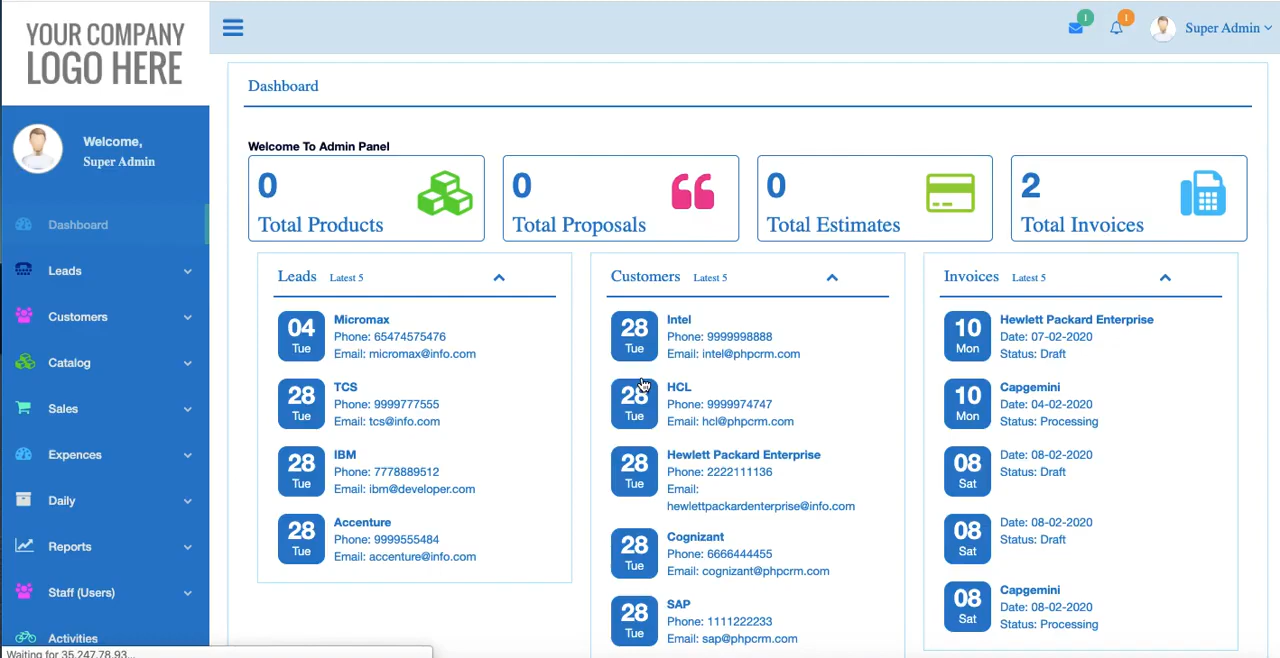 YOUR COMPANY
LOGO HERE
1
1
Super Admin
Welcome,
Super Admin
Dashboard
Leads
Customers
Catalog
Sales
Expences
Daily
Reports
Staff (Users)
Activities
Waiting for 35.247.78.93...
Dashboard
Welcome To Admin Panel
0
Total Products
0
Total Proposals
0
Total Estimates
2
Total Invoices
Leads Latest 5
04
Tue
Micromax
Phone: 65474575476
Email: micromax@info.com
28
Tue
TCS
Phone: 9999777555
Email: tcs@info.com
28
Tue
IBM
Phone: 7778889512
Email: ibm@developer.com
28
Tue
Accenture
Phone: 9999555484
Email: accenture@info.com
Customers Latest 5
28
Tue
Intel
Phone: 9999998888
Email: intel@phpcrm.com
28
Tue
HCL
Phone: 9999974747
Email: hcl@phpcrm.com
28
Tue
Hewlett Packard Enterprise
Phone: 2222111136
Email:
hewlettpackardenterprise@info.com
28
Tue
Cognizant
Phone: 6666444455
Email: cognizant@phpcrm.com
28
Tue
SAP
Phone: 1111222233
Email: sap@phpcrm.com
Invoices Latest 5
10
Mon
Hewlett Packard Enterprise
Date: 07-02-2020
Status: Draft
10
Mon
Capgemini
Date: 04-02-2020
Status: Processing
08
Sat
Date: 08-02-2020
Status: Draft
08
Sat
Date: 08-02-2020
Status: Draft
08
Sat
Capgemini
Date: 08-02-2020
Status: Processing